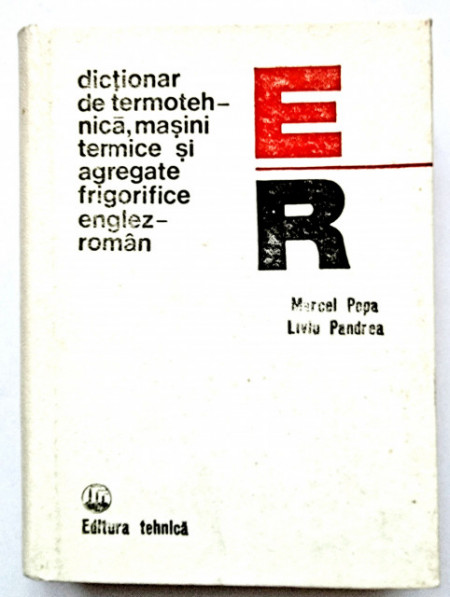 dicționar
de termoteh-
nică, mașini
termice și
agregate
frigorifice
englez-
român
E
R
Marcel Popa
Liviu Pandrea
Editura tehnică